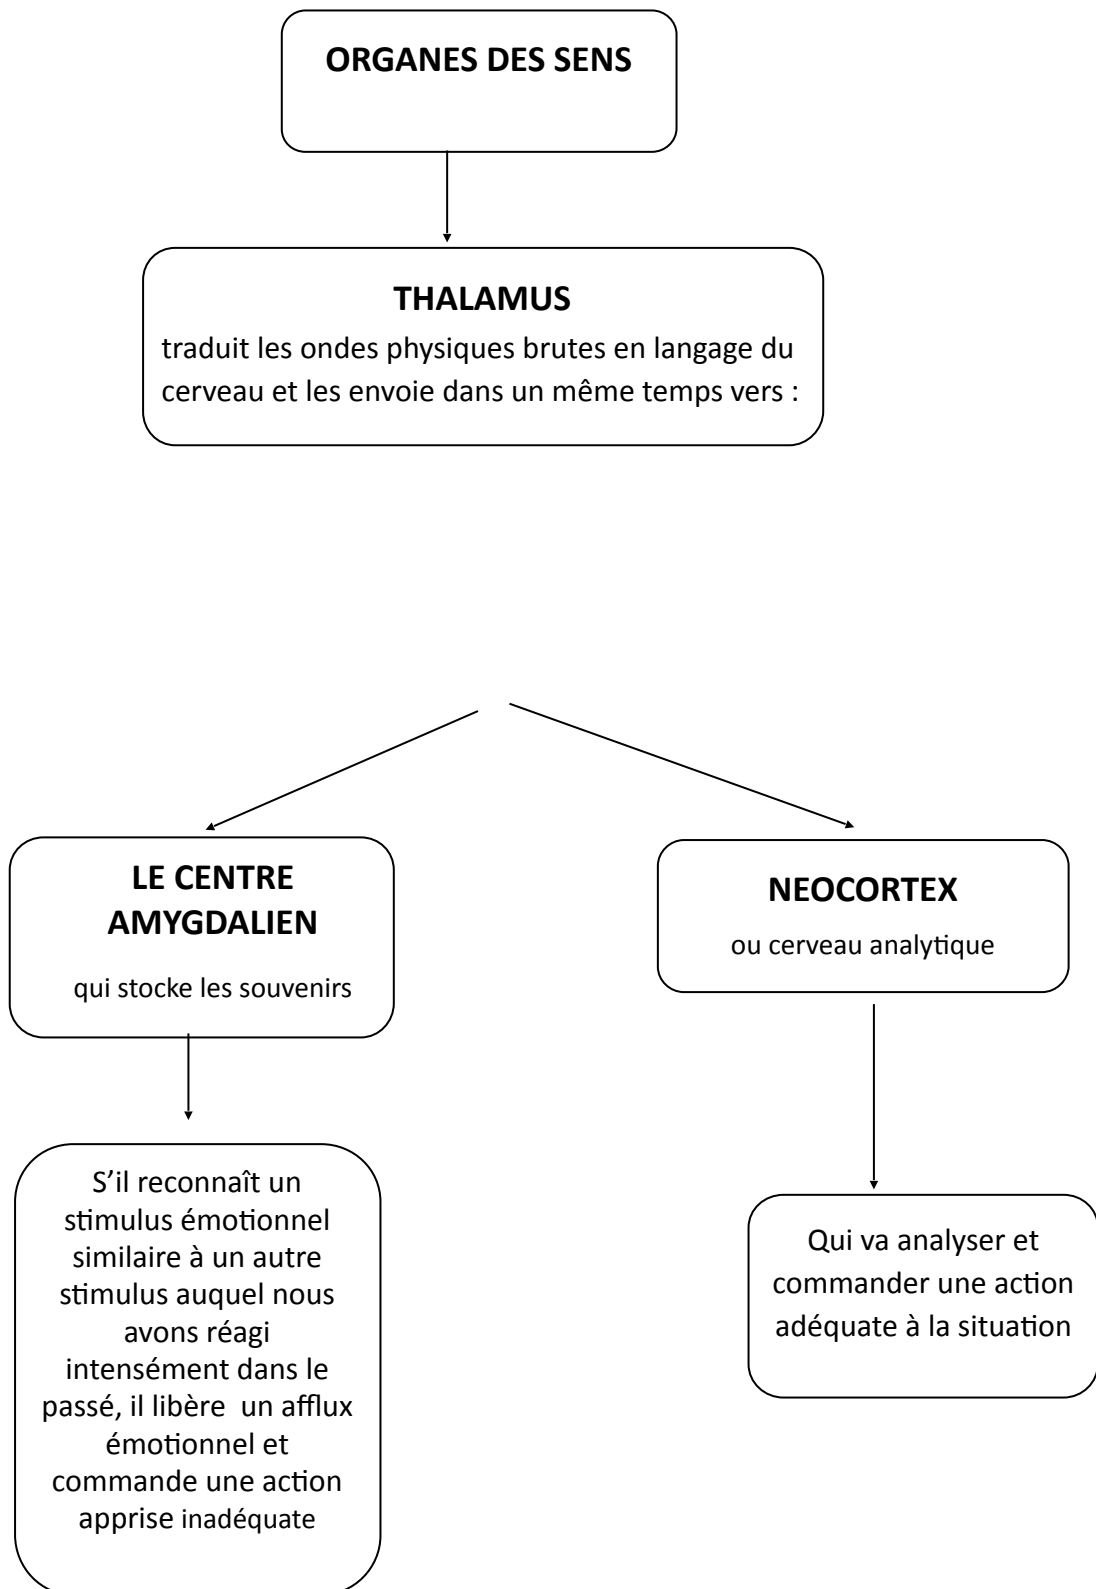 ORGANES DES SENS
THALAMUS
traduit les ondes physiques brutes en langage du
cerveau et les envoie dans un même temps vers :
LE CENTRE
AMYGDALIEN
qui stocke les souvenirs
NEOCORTEX
ou cerveau analytique
S’il reconnaît un
stimulus émotionnel
similaire à un autre
stimulus auquel nous
avons réagi
intensément dans le
passé, il libère  un afflux
émotionnel et
commande une action
apprise inadéquate
Qui va analyser et
commander une action
adéquate à la situation